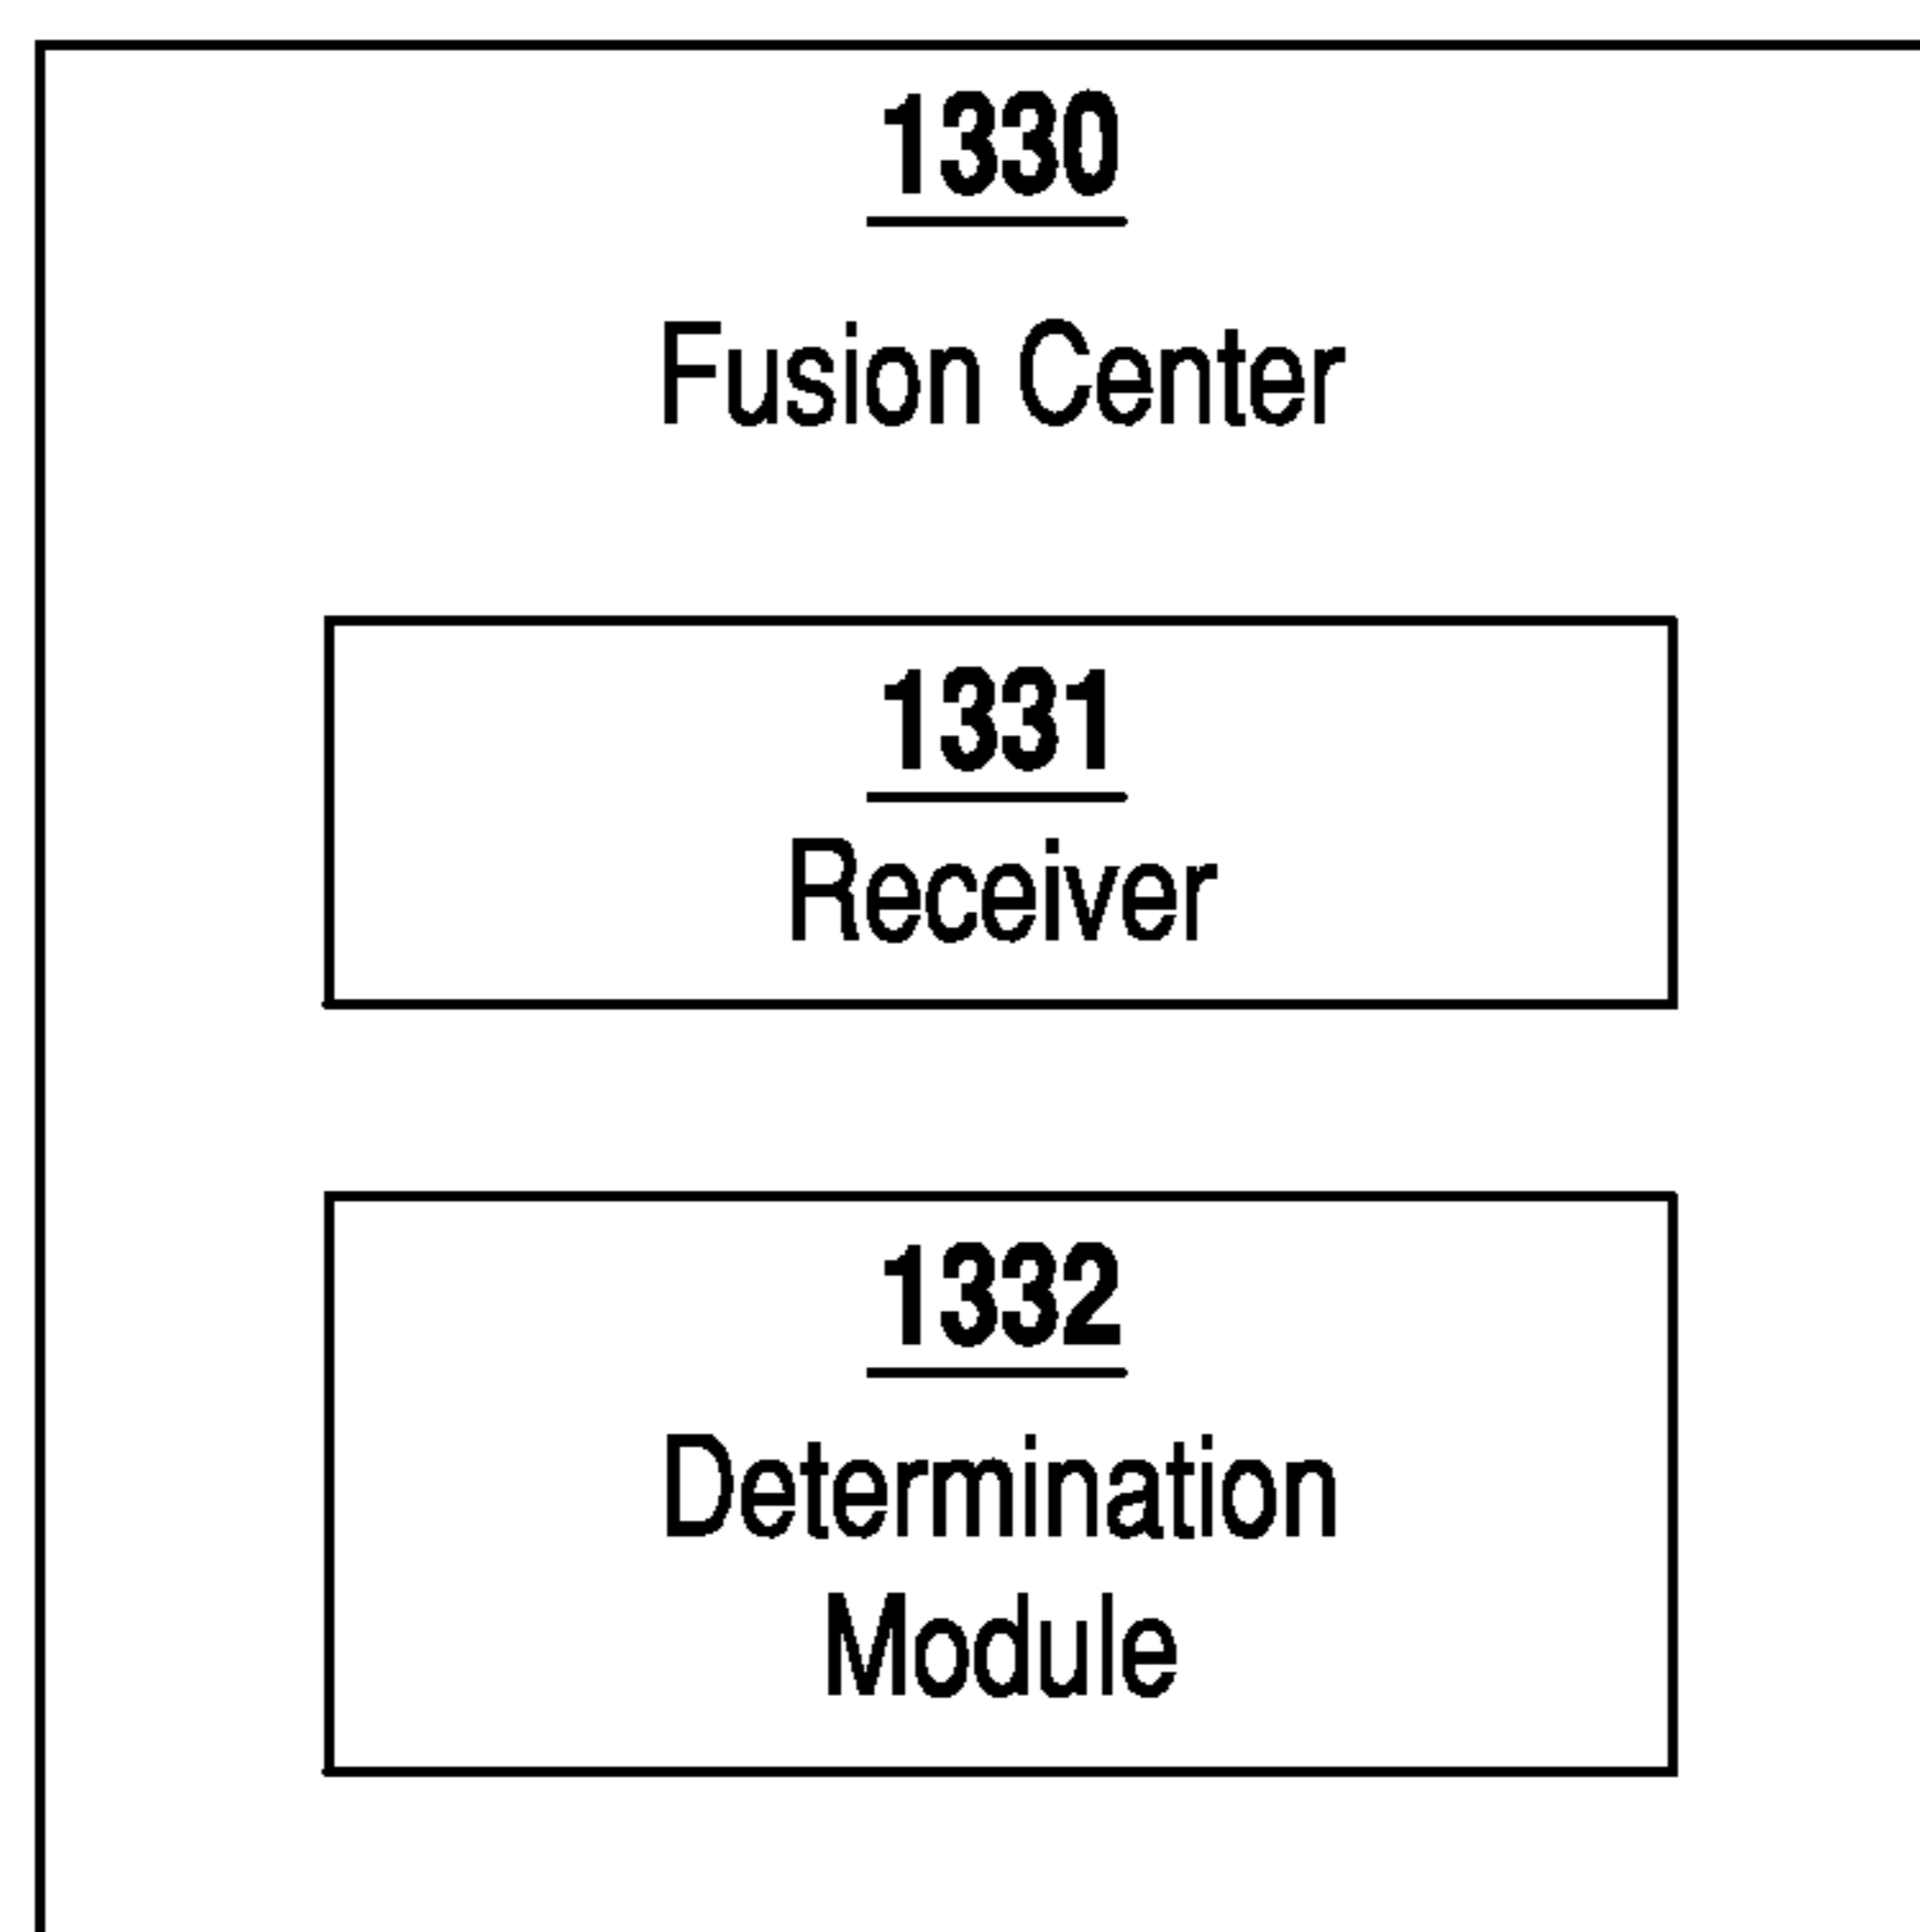 1330
Fusion Center
1331
Receiver
1332
Determination
Module